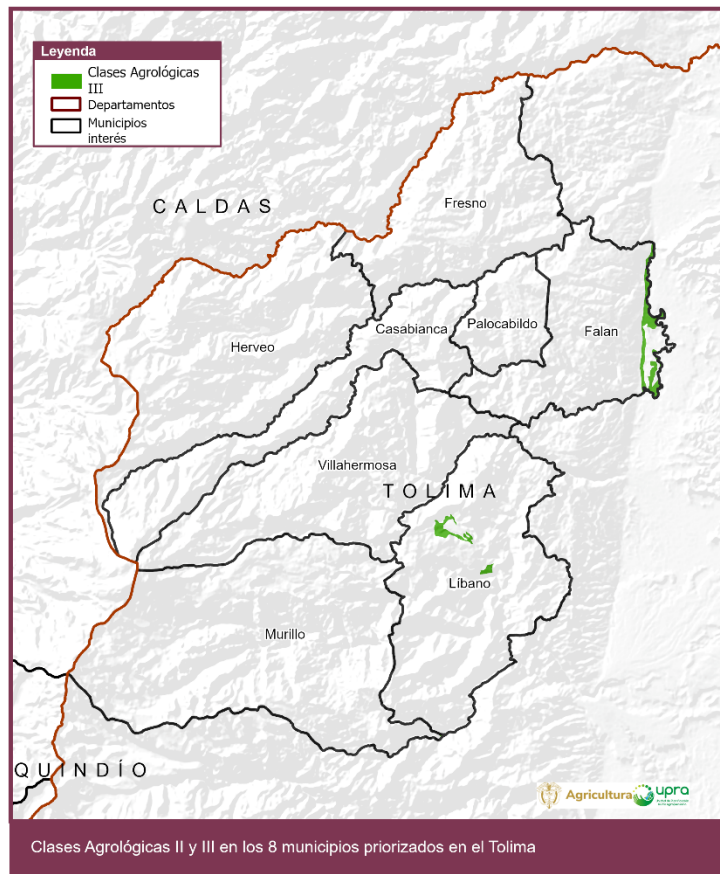 Leyenda
Clases Agrológicas
III
Departamentos
Municipios
interés
CALDAS
Fresno
Herveo
Casabianca
Palocabildo
Falan
Villahermosa
TOLIMA
Líbano
Murillo
QUINDÍO
Agricultura
upra
Clases Agrológicas II y III en los 8 municipios priorizados en el Tolima